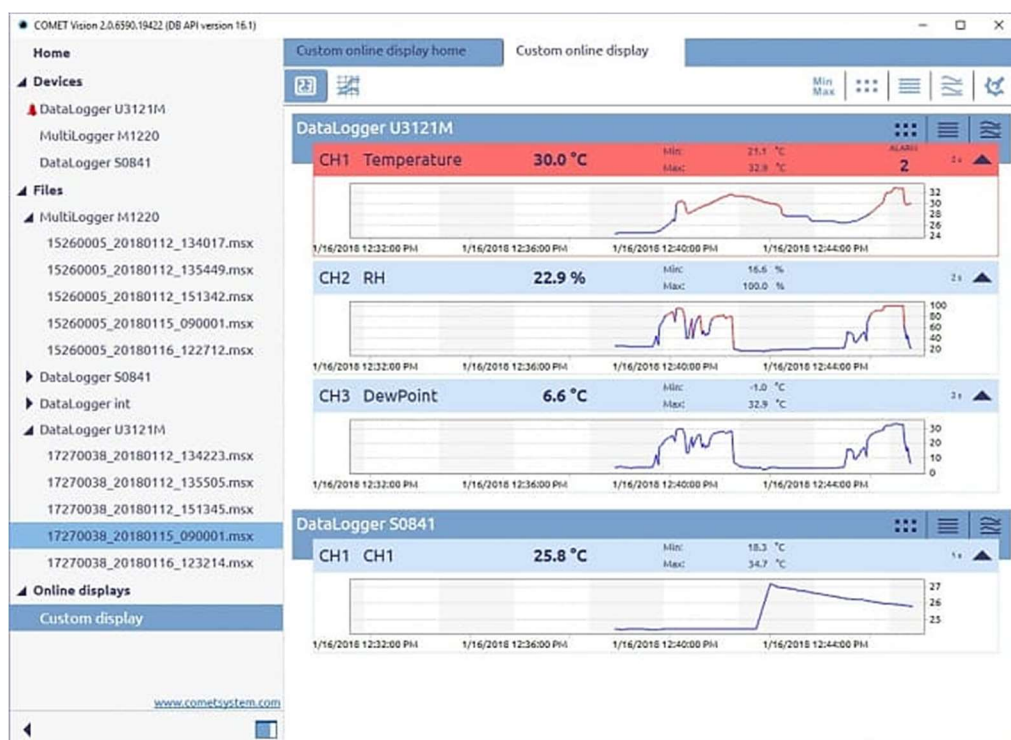 COMET Vision 2.0.6590.19422 (DB API version 16.1)
Home
Devices
DataLogger U3121M
MultiLogger M1220
DataLogger S0841
Files
MultiLogger M1220
15260005_20180112_134017.msx
15260005_20180112_135449.msx
15260005_20180112_151342.msx
15260005_20180115_090001.msx
15260005_20180116_122712.msx
DataLogger S0841
DataLogger int
DataLogger U3121M
17270038_20180112_134223.msx
17270038_20180112_135505.msx
17270038_20180112_151345.msx
17270038_20180115_090001.msx
17270038_20180116_123214.msx
Online displays
Custom display
www.cometsystem.com
Custom online display home Custom online display
23 Min Max
DataLogger U3121M
CH1 Temperature 30.0 °C Min: 21.1 °C ALARM
Max: 32.9 °C 2
32
30
28
26
24
1/16/2018 12:32:00 PM 1/16/2018 12:36:00 PM 1/16/2018 12:40:00 PM 1/16/2018 12:44:00 PM
CH2 RH 22.9 % Min: 16.6 % 2 s
Max: 100.0 %
100
80
60
40
20
1/16/2018 12:32:00 PM 1/16/2018 12:36:00 PM 1/16/2018 12:40:00 PM 1/16/2018 12:44:00 PM
CH3 DewPoint 6.6 °C Min: -1.0 °C
Max: 32.9 °C
30
20
10
0
1/16/2018 12:32:00 PM 1/16/2018 12:36:00 PM 1/16/2018 12:40:00 PM 1/16/2018 12:44:00 PM
DataLogger S0841
CH1 CH1 25.8 °C Min: 18.3 °C
Max: 34.7 °C
27
26
25
1/16/2018 12:32:00 PM 1/16/2018 12:36:00 PM 1/16/2018 12:40:00 PM 1/16/2018 12:44:00 PM